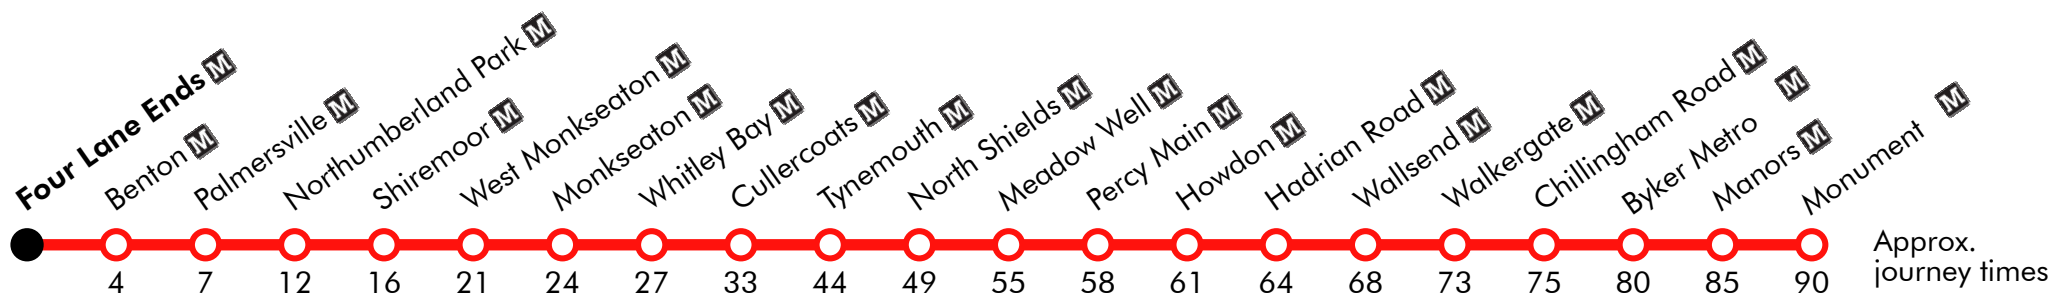 Four Lane Ends M
Benton M
Palmersville M
Northumberland Park M
Shiremoor M
West Monkseaton M
Monkseaton M
Whitley Bay M
Cullercoats M
Tynemouth M
North Shields M
Meadow Well M
Percy Main M
Howdon M
Hadrian Road M
Wallsend M
Walkergate M
Chillingham Road M
Byker Metro M
Manors M
Monument M
4 7 12 16 21 24 27 33 44 49 55 58 61 64 68 73 75 80 85 90
Approx.
journey times